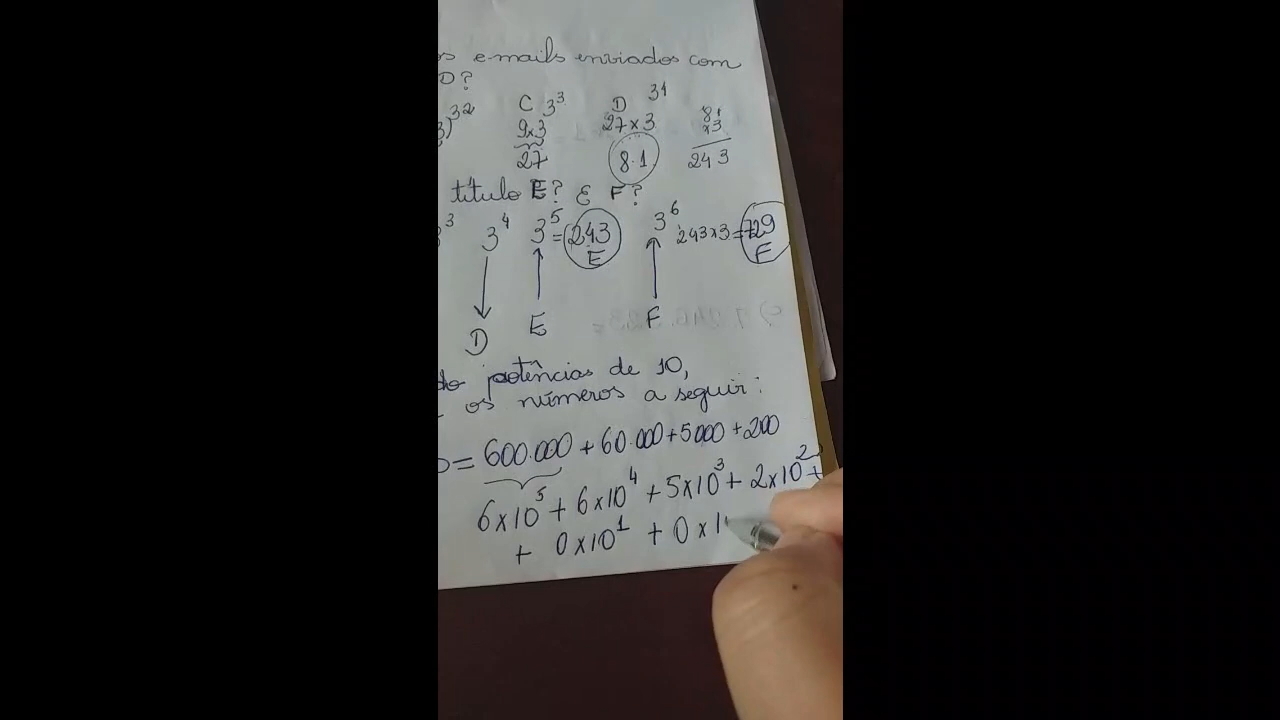 e-mails enviados com
D?
C 3³ D 3⁴
9x3 27x3 x3
27 81 243
título E? E F?
3⁴ 3⁵ = 243 3⁶ 243x3=729
E F
D E F
potências de 10,
os números a seguir:
= 600.000 + 60.000 + 5000 + 200
6x10⁵ + 6x10⁴ + 5x10³ + 2x10² +
+ 0x10¹ + 0x1